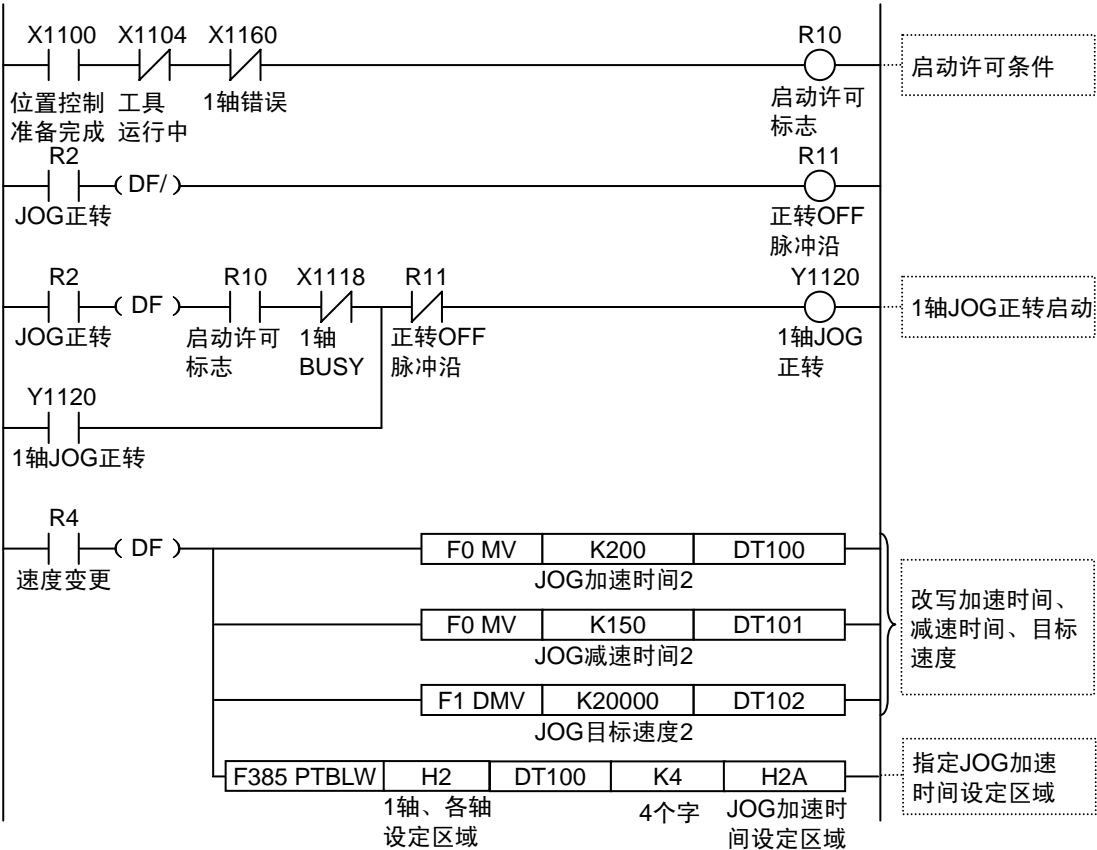 X1100 X1104 X1160 R10
位置控制 工具 1轴错误 启动许可 启动许可条件
准备完成 运行中 标志
R2 R11
( DF/ )
JOG正转 正转OFF
脉冲沿
R2 R10 X1118 R11 Y1120
( DF ) 1轴JOG正转启动
JOG正转 启动许可 1轴 正转OFF 1轴JOG
标志 BUSY 脉冲沿 正转
Y1120
1轴JOG正转
R4
( DF ) F0 MV K200 DT100
速度变更 JOG加速时间2
改写加速时间、
F0 MV K150 DT101 减速时间、目标
JOG减速时间2 速度
F1 DMV K20000 DT102
JOG目标速度2
F385 PTBLW H2 DT100 K4 H2A 指定JOG加速
时间设定区域
1轴、各轴 4个字 JOG加速时
设定区域 间设定区域